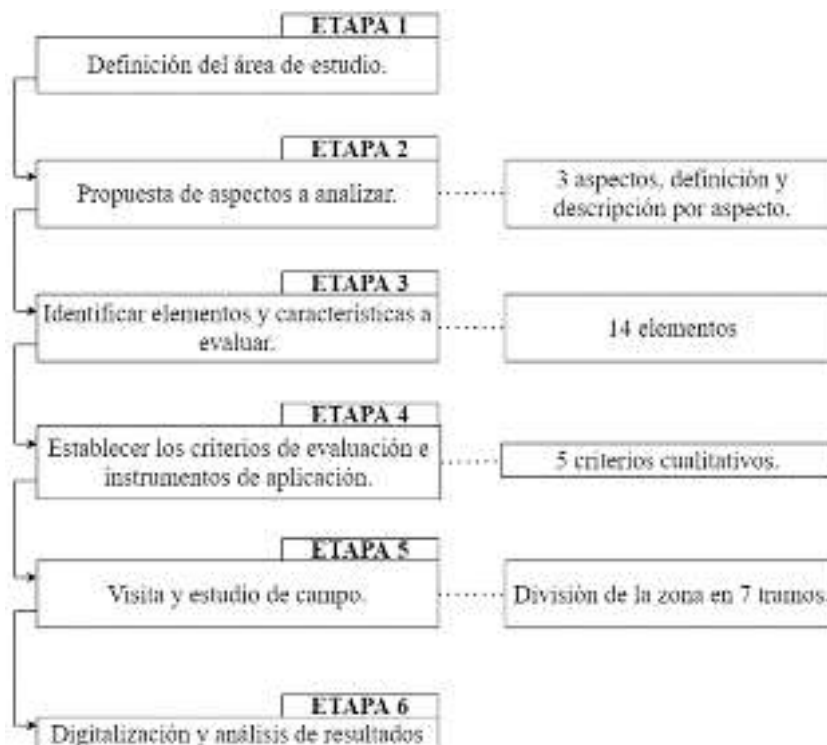 ETAPA 1
Definición del área de estudio.
ETAPA 2
Propuesta de aspectos a analizar.
3 aspectos, definición y
descripción por aspecto.
ETAPA 3
Identificar elementos y características a
evaluar.
14 elementos
ETAPA 4
Establecer los criterios de evaluación e
instrumentos de aplicación.
5 criterios cualitativos.
ETAPA 5
Visita y estudio de campo.
División de la zona en 7 tramos.
ETAPA 6
Digitalización y análisis de resultados